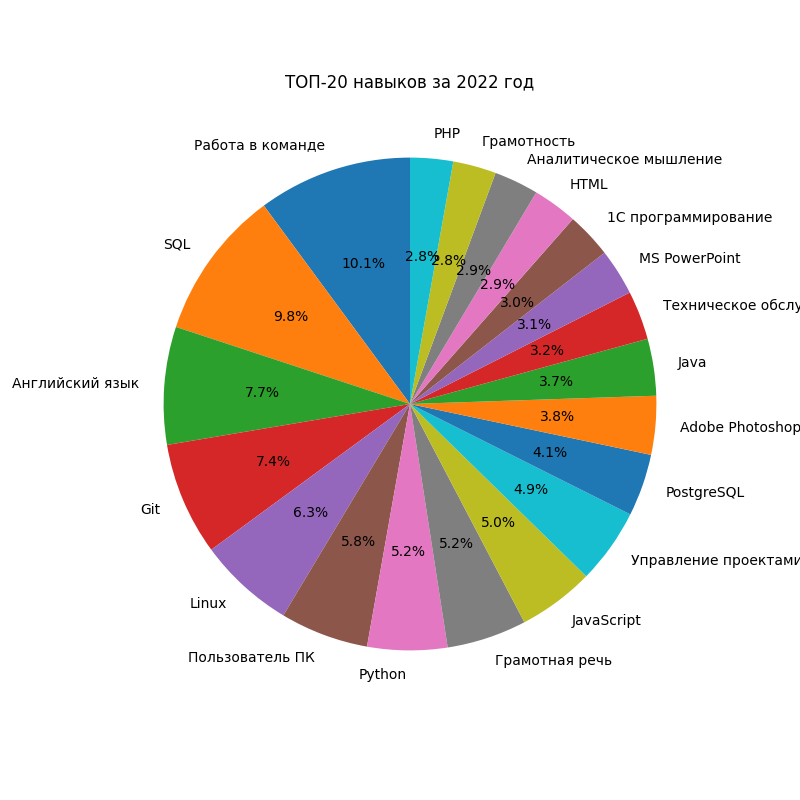 ТОП-20 навыков за 2022 год
Работа в команде
10.1%
SQL
9.8%
Английский язык
7.7%
Git
7.4%
Linux
6.3%
Пользователь ПК
5.8%
Python
5.2%
Грамотная речь
5.2%
JavaScript
5.0%
Управление проектами
4.9%
PostgreSQL
4.1%
Adobe Photoshop
3.8%
Java
3.7%
Техническое обслу
3.2%
MS PowerPoint
3.1%
1С программирование
3.0%
HTML
2.9%
Аналитическое мышление
2.9%
Грамотность
2.8%
PHP
2.8%